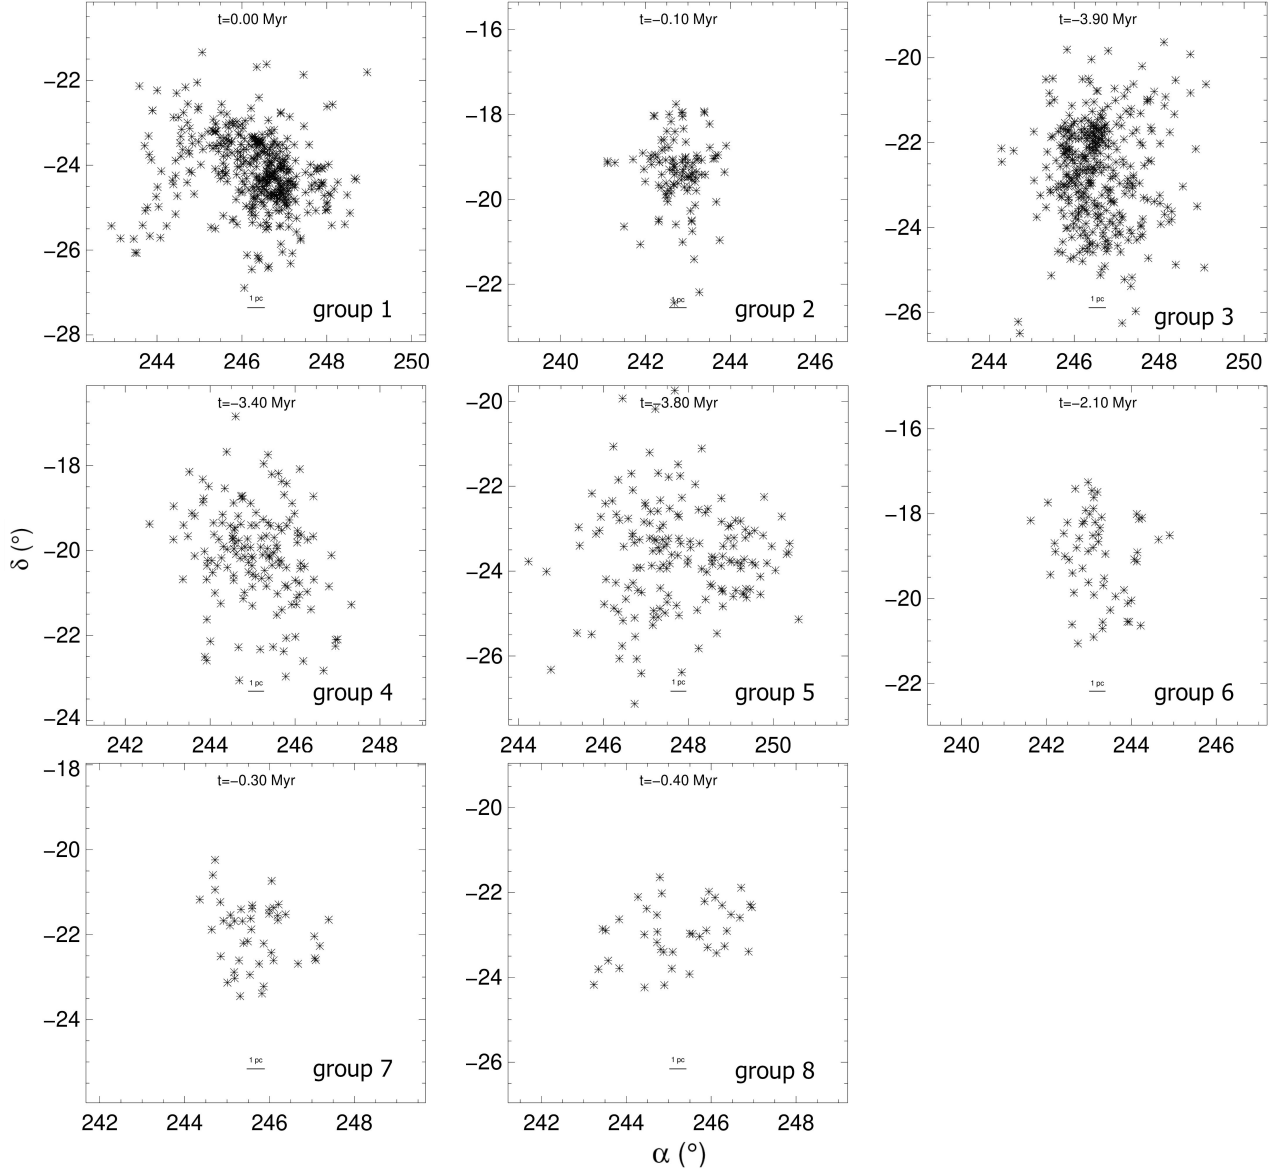 t=0.00 Myr
−22
−24
−26
−28
1 pc
group 1
244 246 248 250
t=−0.10 Myr
−16
−18
−20
−22
1 pc
group 2
240 242 244 246
t=−3.90 Myr
−20
−22
−24
−26
1 pc
group 3
244 246 248 250
t=−3.40 Myr
−18
−20
−22
−24
1 pc
group 4
242 244 246 248
t=−3.80 Myr
−20
−22
−24
−26
1 pc
group 5
244 246 248 250
t=−2.10 Myr
−16
−18
−20
−22
1 pc
group 6
240 242 244 246
δ (°)
t=−0.30 Myr
−18
−20
−22
−24
1 pc
group 7
242 244 246 248
t=−0.40 Myr
−20
−22
−24
−26
1 pc
group 8
242 244 246 248
α (°)